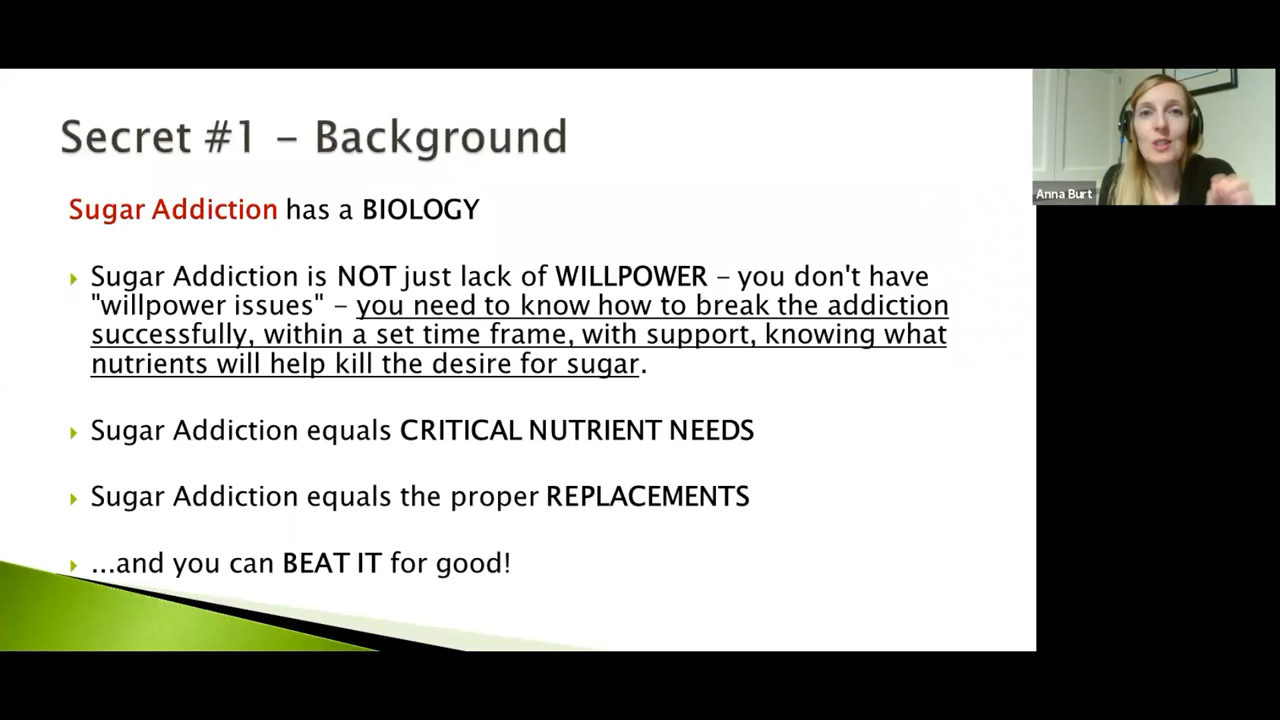 Secret #1 – Background
Anna Burt
Sugar Addiction has a BIOLOGY
Sugar Addiction is NOT just lack of WILLPOWER – you don't have
"willpower issues" – you need to know how to break the addiction
successfully, within a set time frame, with support, knowing what
nutrients will help kill the desire for sugar.
Sugar Addiction equals CRITICAL NUTRIENT NEEDS
Sugar Addiction equals the proper REPLACEMENTS
...and you can BEAT IT for good!